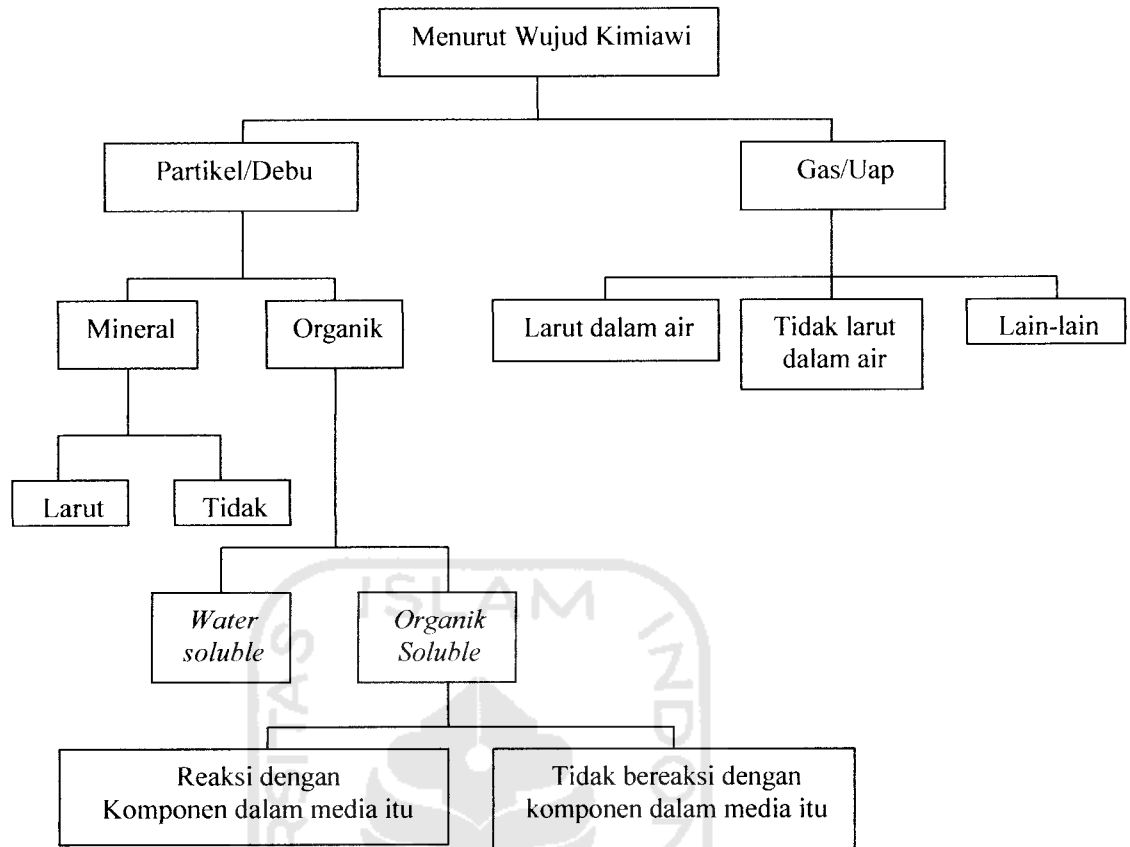 Menurut Wujud Kimiawi
Partikel/Debu
Gas/Uap
Mineral
Organik
Larut dalam air
Tidak larut
dalam air
Lain-lain
Larut
Tidak
Water
soluble
Organik
Soluble
Reaksi dengan
Komponen dalam media itu
Tidak bereaksi dengan
komponen dalam media itu
ISLAM